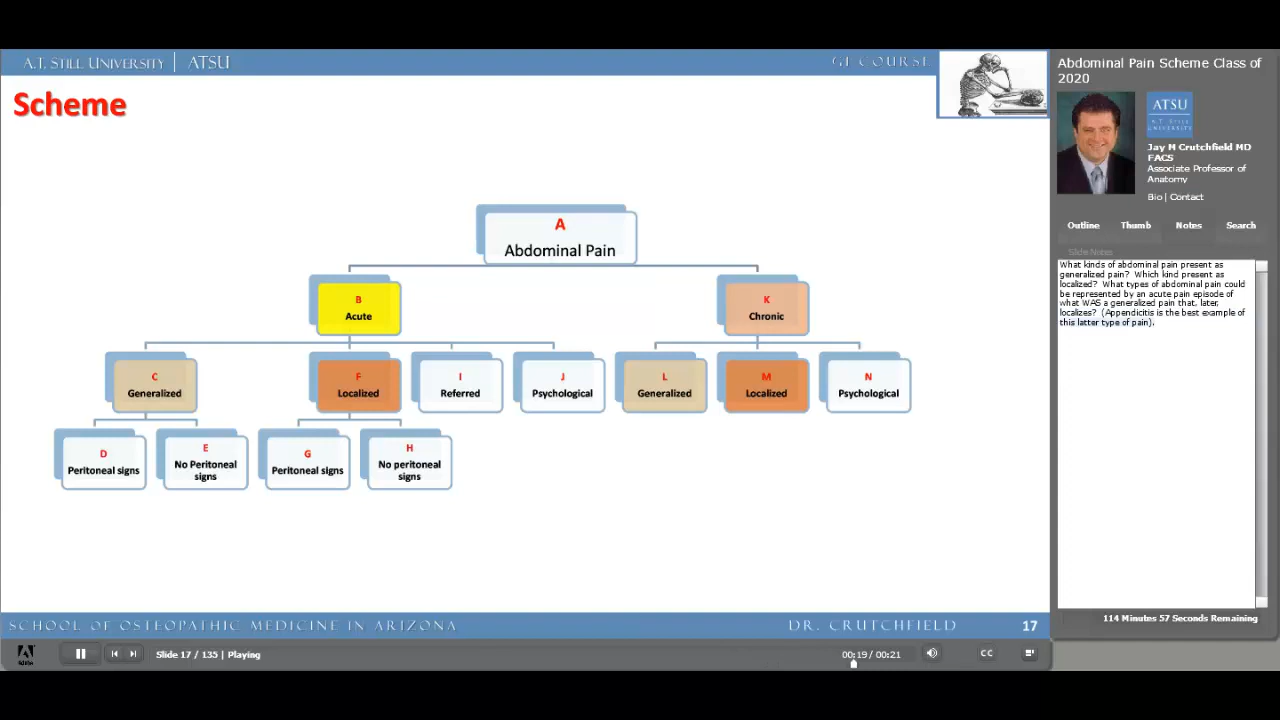 A.T. STILL UNIVERSITY | ATSU
GI COURSE
Scheme
A
Abdominal Pain
B
Acute
K
Chronic
C
Generalized
F
Localized
I
Referred
J
Psychological
L
Generalized
M
Localized
N
Psychological
D
Peritoneal signs
E
No Peritoneal
signs
G
Peritoneal signs
H
No peritoneal
signs
SCHOOL OF OSTEOPATHIC MEDICINE IN ARIZONA
DR. CRUTCHFIELD
17
Slide 17 / 135 | Playing
00:19 / 00:21
CC
Abdominal Pain Scheme Class of
2020
ATSU
A.T. STILL
UNIVERSITY
Jay M Crutchfield MD
FACS
Associate Professor of
Anatomy
Bio | Contact
Outline
Thumb
Notes
Search
Slide Notes
What kinds of abdominal pain present as
generalized pain? Which kind present as
localized? What types of abdominal pain could
be represented by an acute pain episode of
what WAS a generalized pain that, later,
localizes? (Appendicitis is the best example of
this latter type of pain).
114 Minutes 57 Seconds Remaining